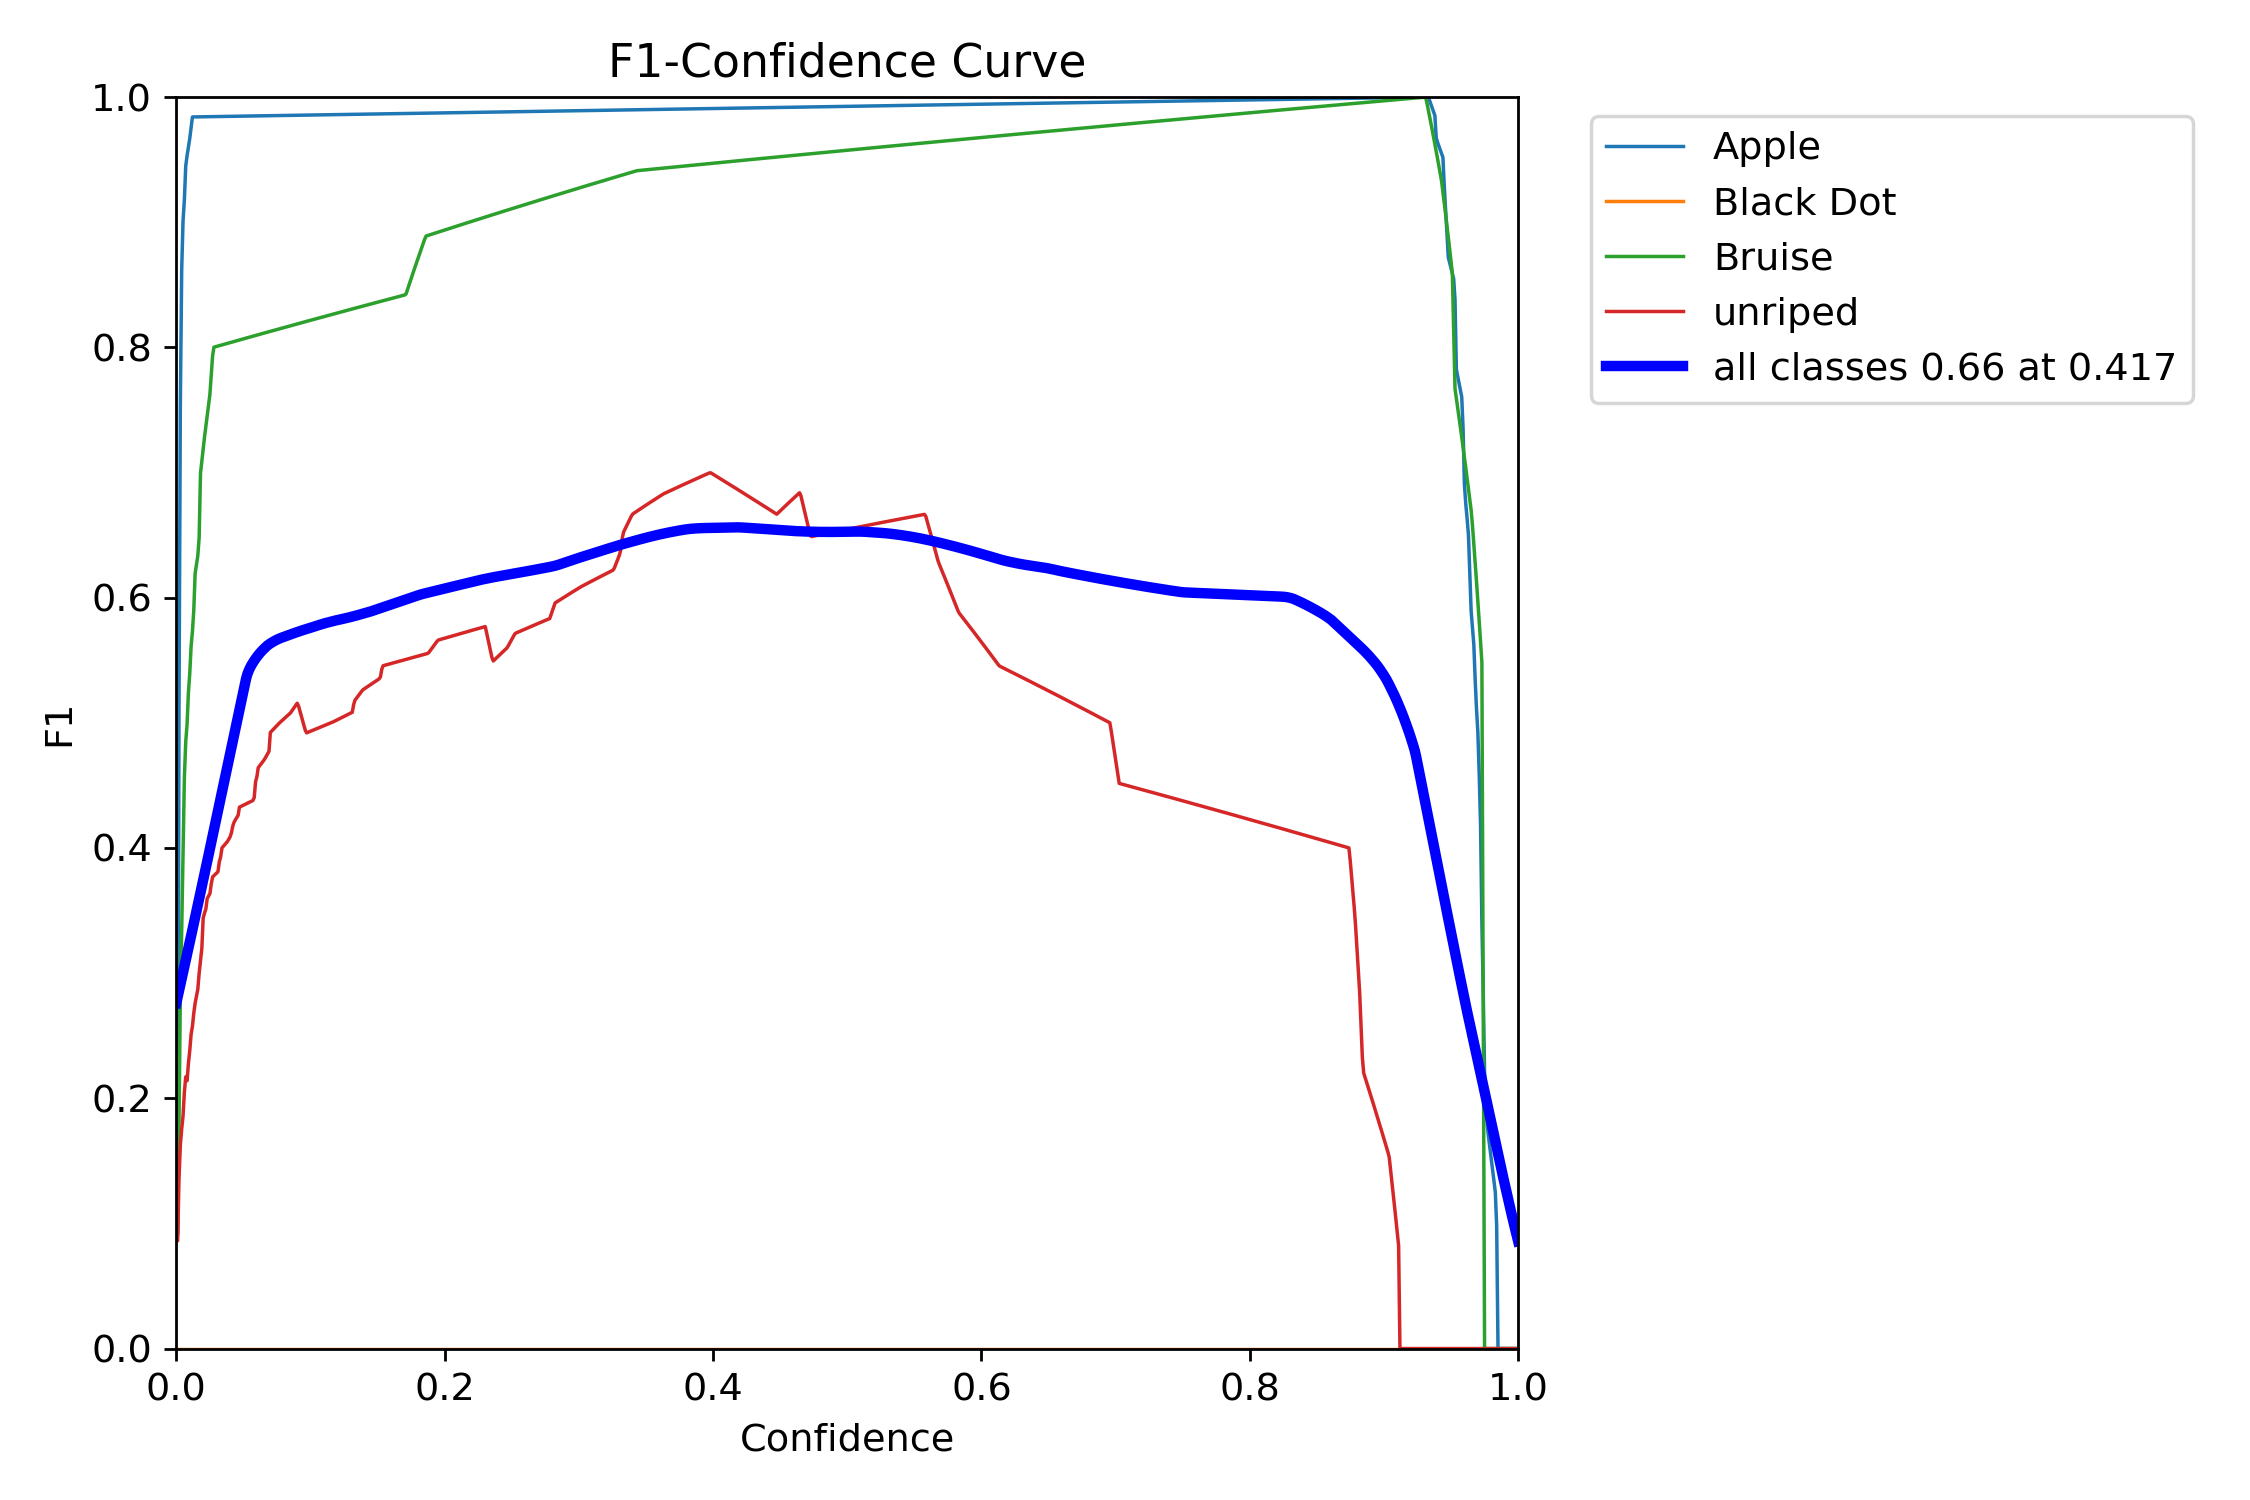 F1-Confidence Curve
1.0
0.8
0.6
0.4
0.2
0.0
F1
0.0 0.2 0.4 0.6 0.8 1.0
Confidence
Apple
Black Dot
Bruise
unriped
all classes 0.66 at 0.417